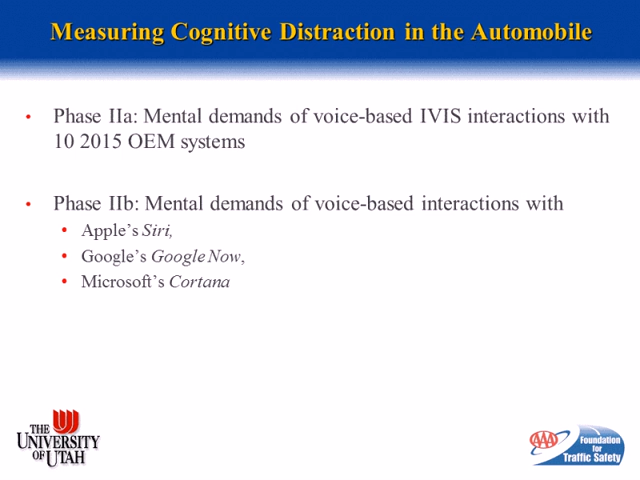 Measuring Cognitive Distraction in the Automobile
• Phase IIa: Mental demands of voice-based IVIS interactions with
10 2015 OEM systems
• Phase IIb: Mental demands of voice-based interactions with
• Apple’s Siri,
• Google’s Google Now,
• Microsoft’s Cortana
THE
UNIVERSITY
OF UTAH
AAA
Foundation
for
Traffic Safety